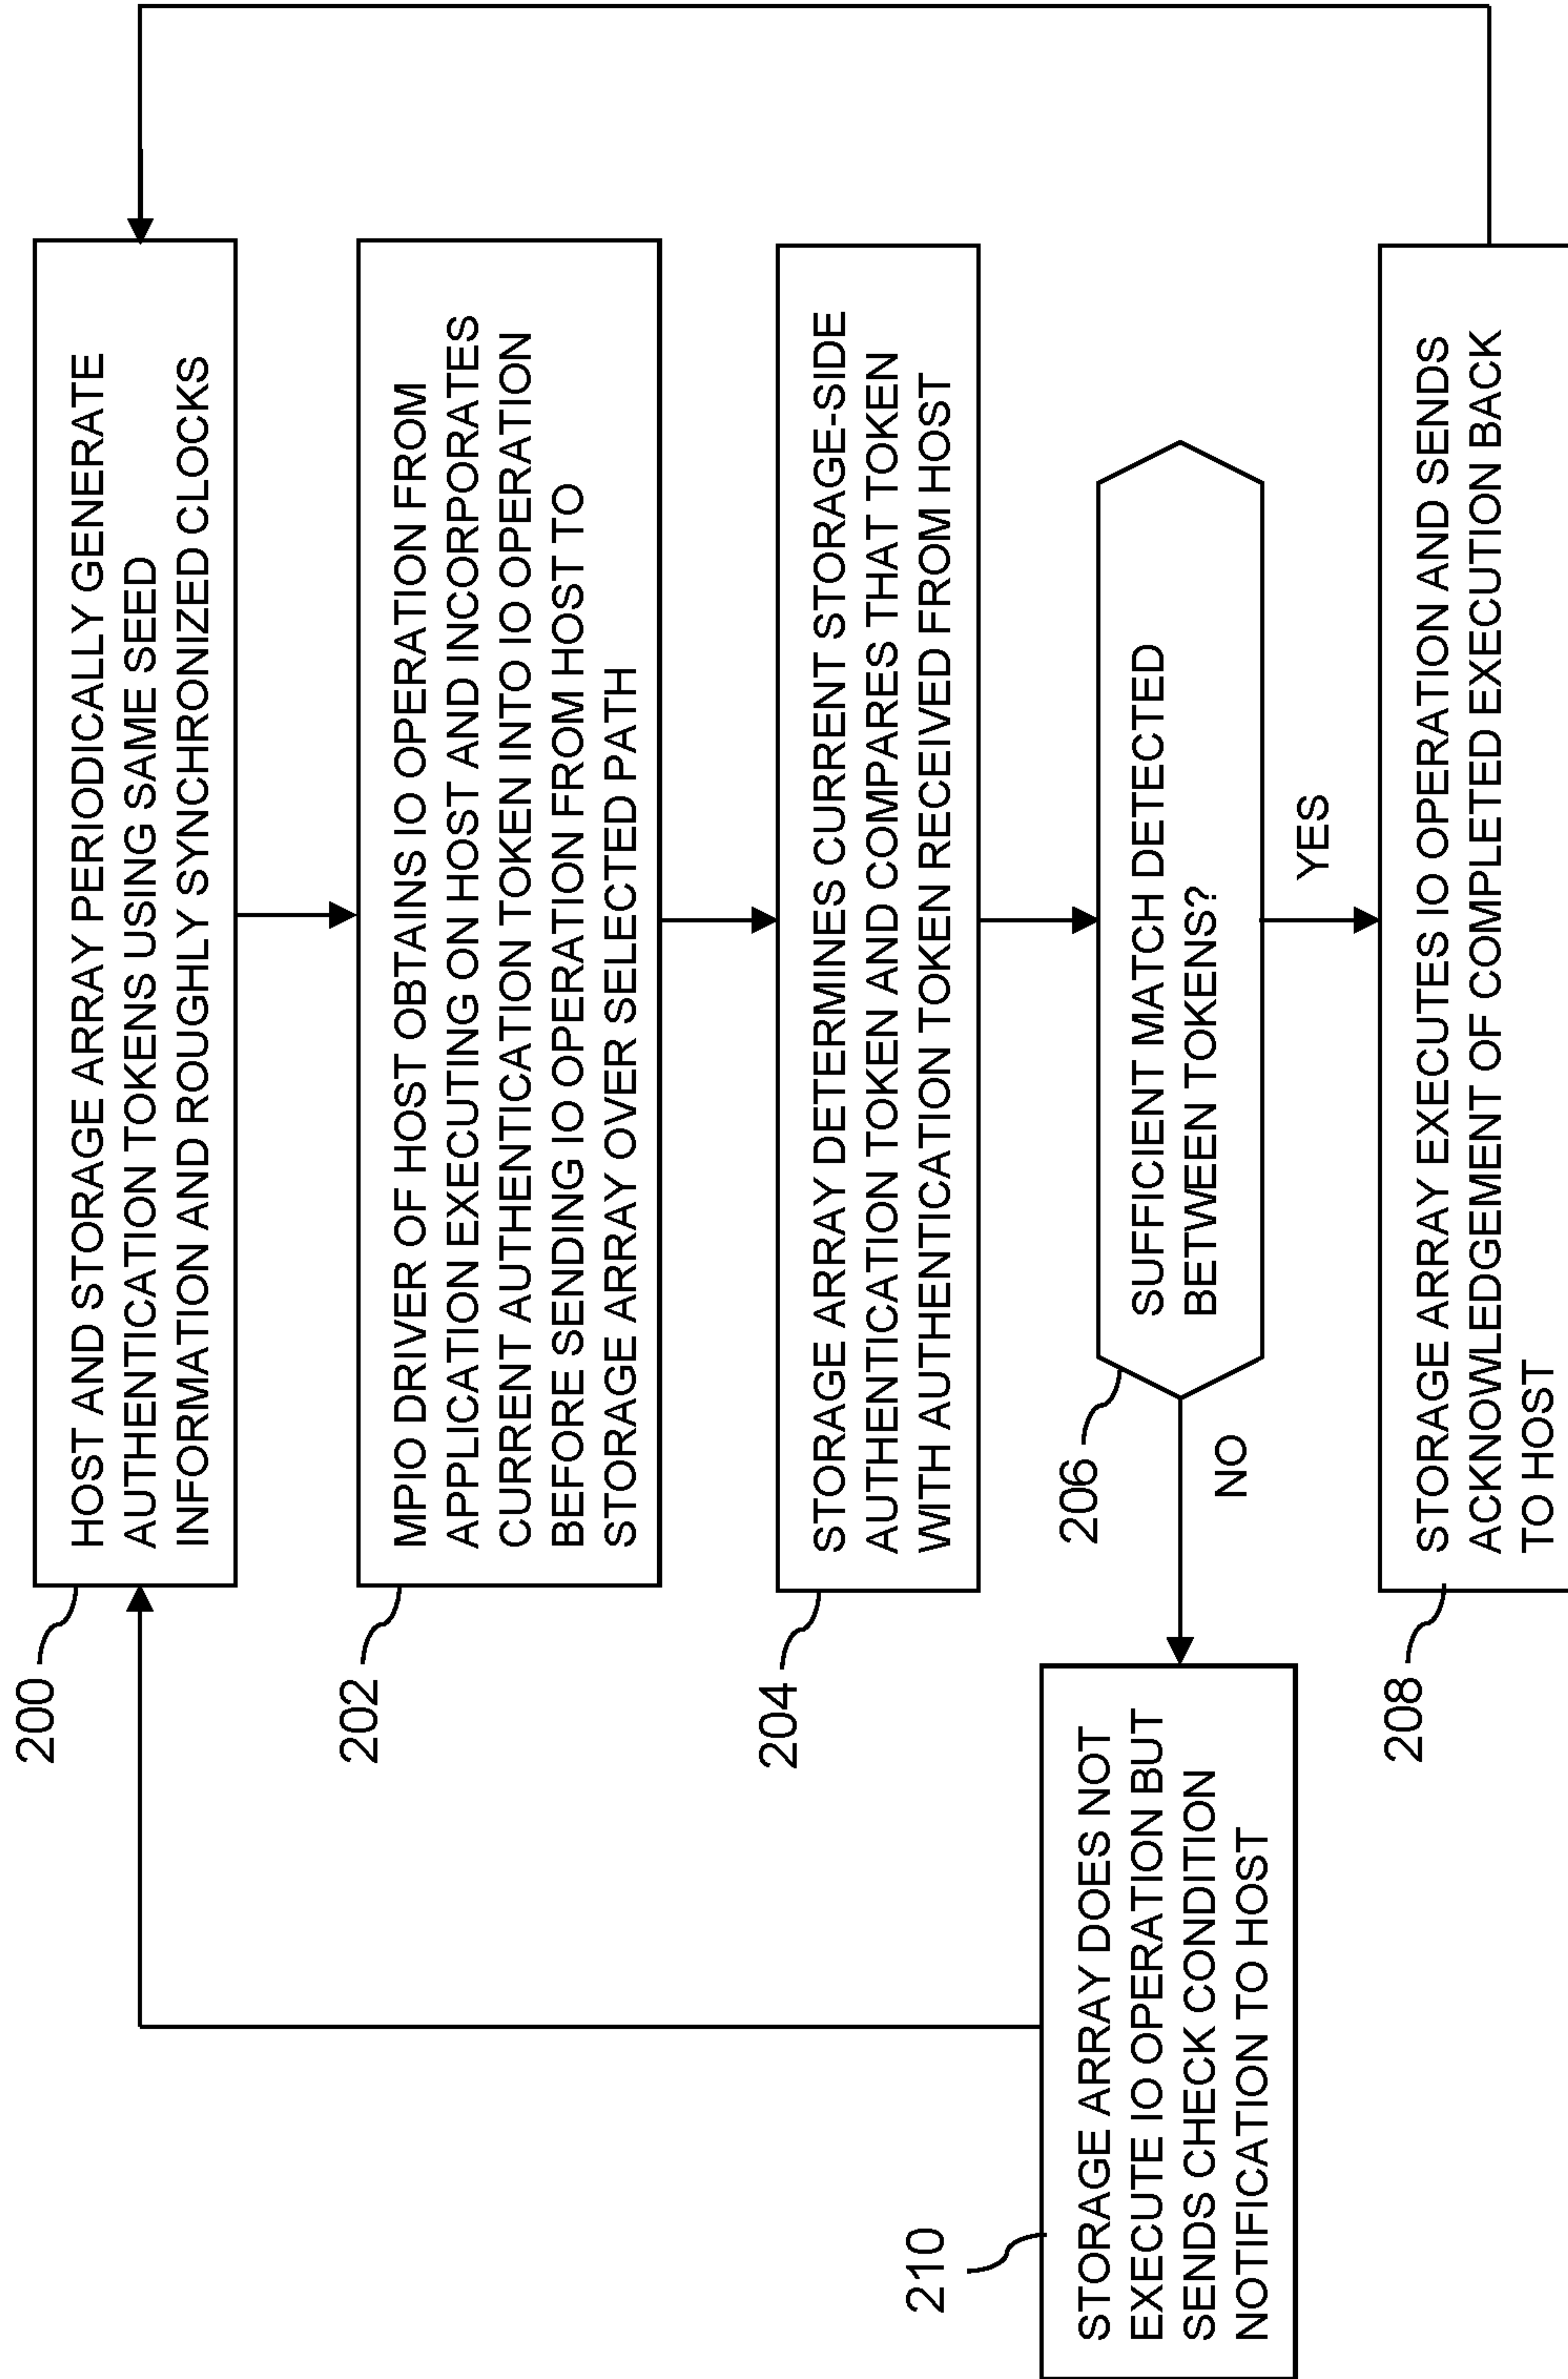 200
HOST AND STORAGE ARRAY PERIODICALLY GENERATE
AUTHENTICATION TOKENS USING SAME SEED
INFORMATION AND ROUGHLY SYNCHRONIZED CLOCKS
202
MPIO DRIVER OF HOST OBTAINS IO OPERATION FROM
APPLICATION EXECUTING ON HOST AND INCORPORATES
CURRENT AUTHENTICATION TOKEN INTO IO OPERATION
BEFORE SENDING IO OPERATION FROM HOST TO
STORAGE ARRAY OVER SELECTED PATH
204
STORAGE ARRAY DETERMINES CURRENT STORAGE-SIDE
AUTHENTICATION TOKEN AND COMPARES THAT TOKEN
WITH AUTHENTICATION TOKEN RECEIVED FROM HOST
206
SUFFICIENT MATCH DETECTED
BETWEEN TOKENS?
NO
YES
210
STORAGE ARRAY DOES NOT
EXECUTE IO OPERATION BUT
SENDS CHECK CONDITION
NOTIFICATION TO HOST
208
STORAGE ARRAY EXECUTES IO OPERATION AND SENDS
ACKNOWLEDGEMENT OF COMPLETED EXECUTION BACK
TO HOST